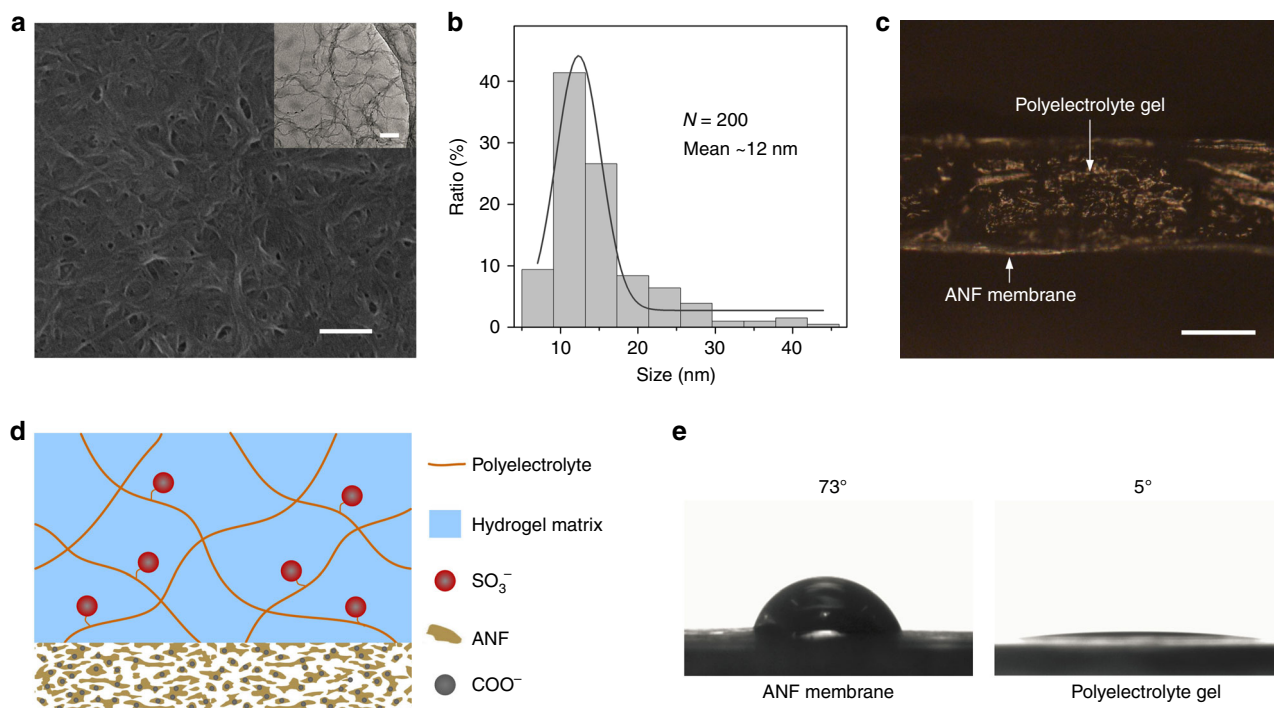 a
b
40
30
20
10
0
Ratio (%)
N = 200
Mean ~12 nm
10
20
30
40
Size (nm)
c
Polyelectrolyte gel
ANF membrane
d
Polyelectrolyte
Hydrogel matrix
SO₃⁻
ANF
COO⁻
e
73°
5°
ANF membrane
Polyelectrolyte gel